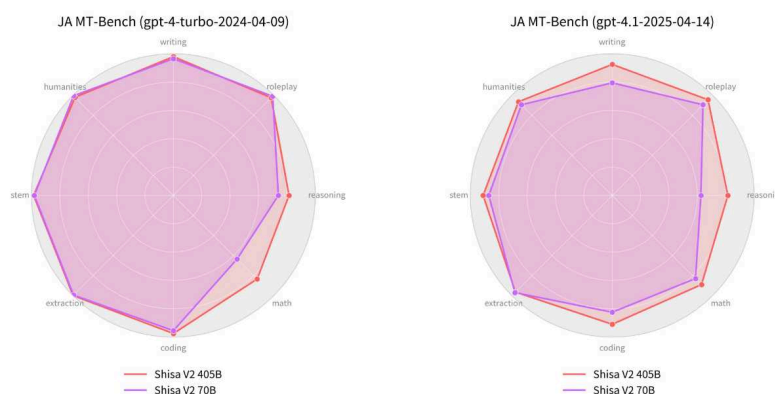 JA MT-Bench (gpt-4-turbo-2024-04-09)
writing
humanities
roleplay
stem
reasoning
extraction
math
coding
Shisa V2 405B
Shisa V2 70B
JA MT-Bench (gpt-4.1-2025-04-14)
writing
humanities
roleplay
stem
reasoni
extraction
math
coding
Shisa V2 405B
Shisa V2 70B